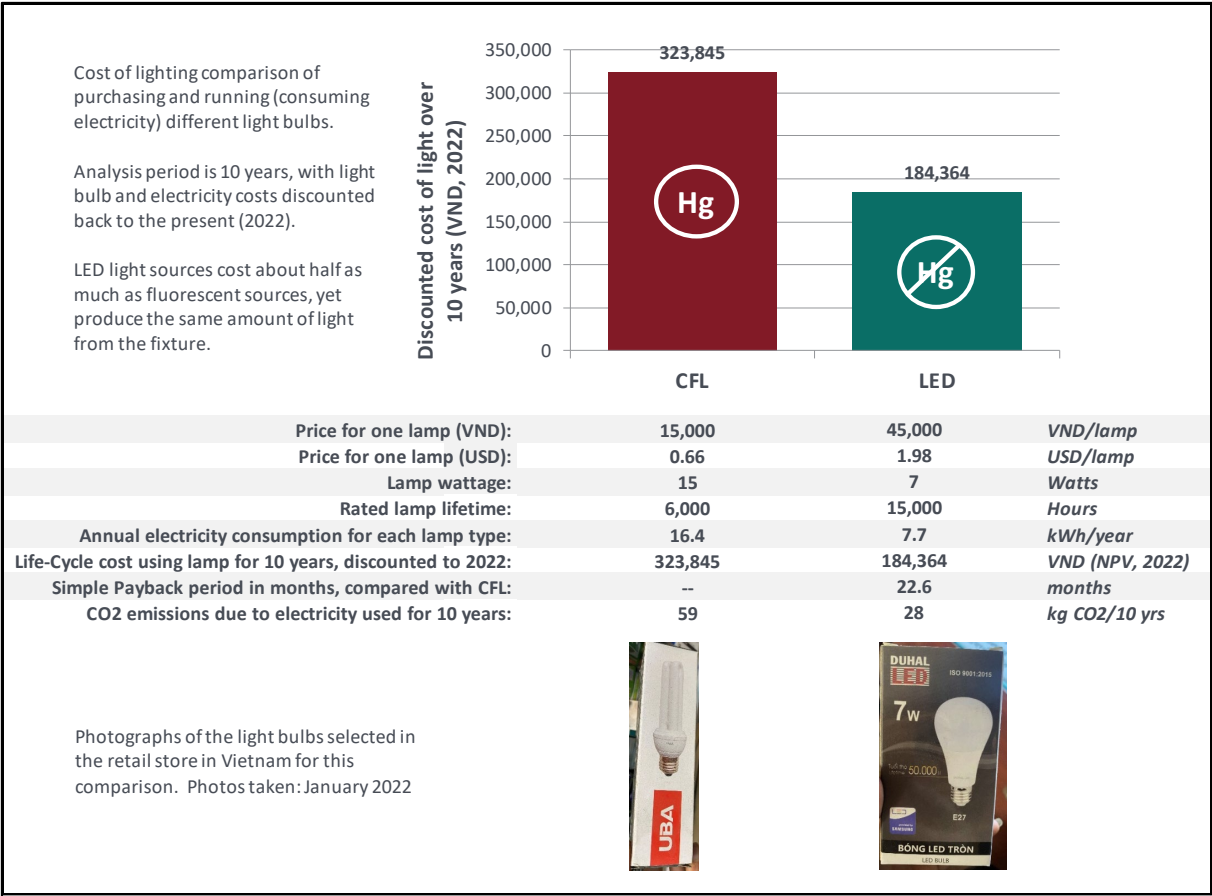 Cost of lighting comparison of
purchasing and running (consuming
electricity) different light bulbs.
Analysis period is 10 years, with light
bulb and electricity costs discounted
back to the present (2022).
LED light sources cost about half as
much as fluorescent sources, yet
produce the same amount of light
from the fixture.
Discounted cost of light over
10 years (VND, 2022)
350,000
300,000
250,000
200,000
150,000
100,000
50,000
0
323,845
184,364
Hg
Hg
CFL
LED
Price for one lamp (VND): 15,000 45,000 VND/lamp
Price for one lamp (USD): 0.66 1.98 USD/lamp
Lamp wattage: 15 7 Watts
Rated lamp lifetime: 6,000 15,000 Hours
Annual electricity consumption for each lamp type: 16.4 7.7 kWh/year
Life-Cycle cost using lamp for 10 years, discounted to 2022: 323,845 184,364 VND (NPV, 2022)
Simple Payback period in months, compared with CFL: -- 22.6 months
CO2 emissions due to electricity used for 10 years: 59 28 kg CO2/10 yrs
Photographs of the light bulbs selected in
the retail store in Vietnam for this
comparison. Photos taken: January 2022
UBA
DUHAL
LED
ISO 9001:2015
7W
50.000
E27
SAMSUNG
BÓNG LED TRÒN
LED BULB